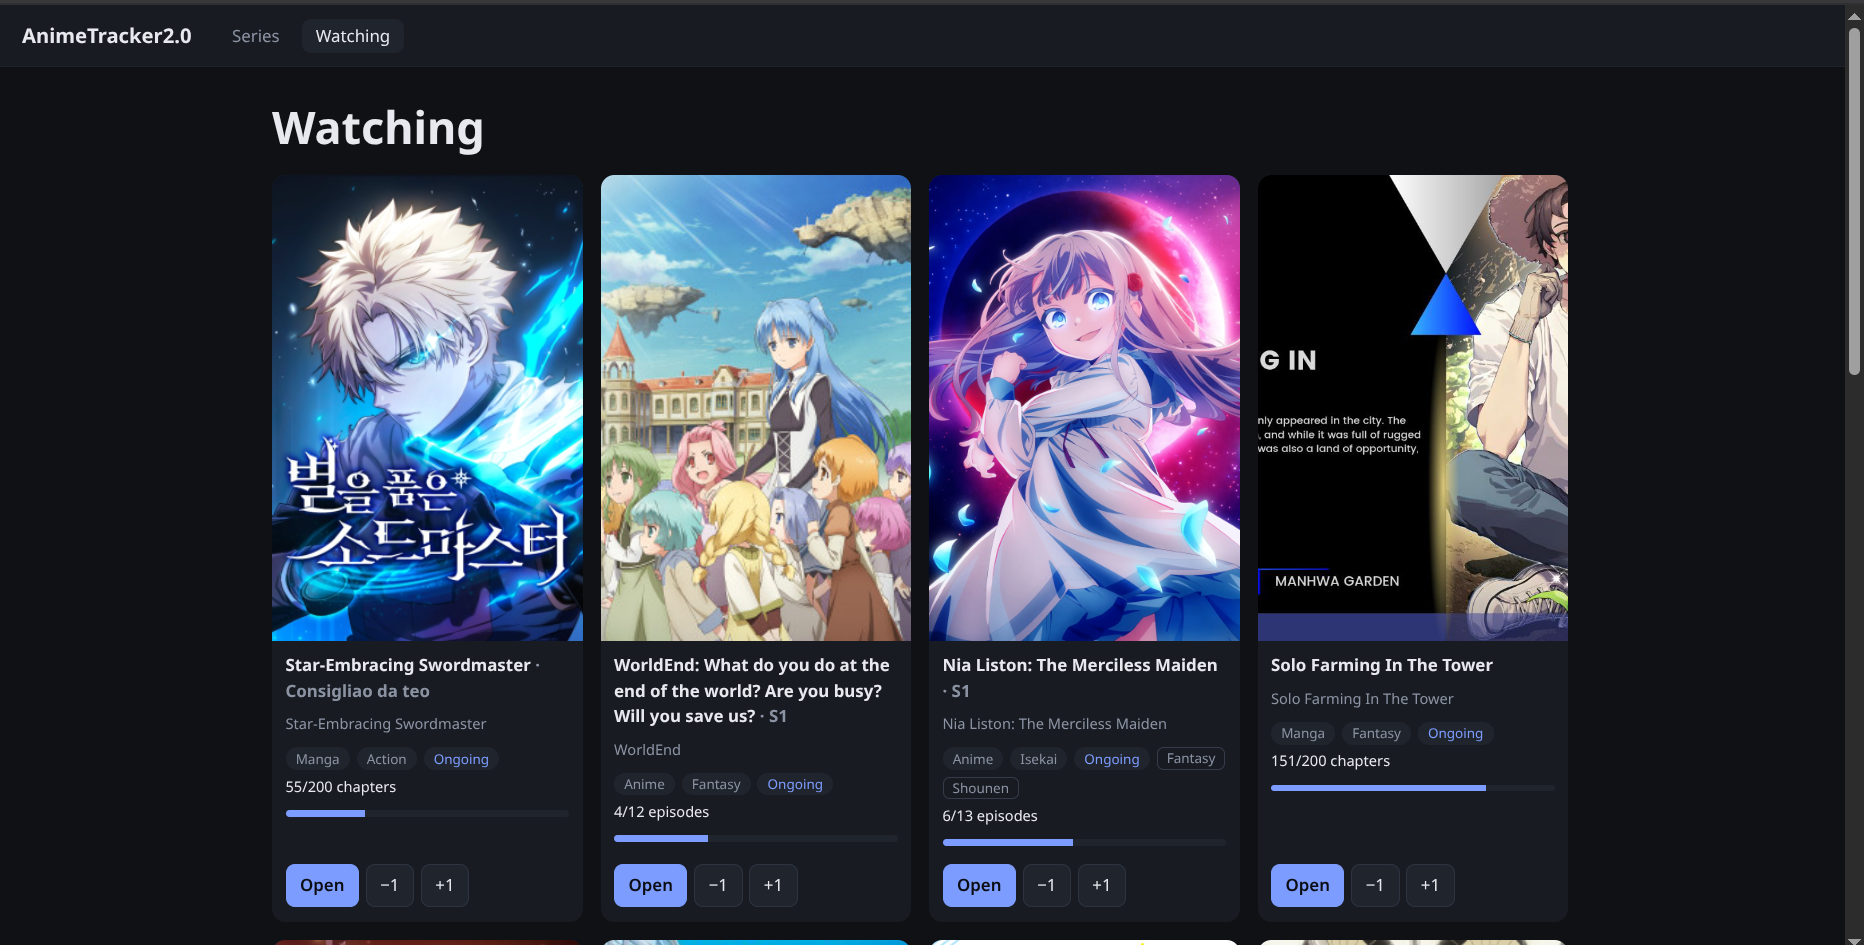 AnimeTracker2.0
Series
Watching
Watching
별을 품은
소드마스터
G IN
nly appeared in the city. The
, and while it was full of rugged
was also a land of opportunity,
MANHWA GARDEN
Star-Embracing Swordmaster ·
Consigliao da teo
Star-Embracing Swordmaster
Manga Action Ongoing
55/200 chapters
Open −1 +1
WorldEnd: What do you do at the
end of the world? Are you busy?
Will you save us? · S1
WorldEnd
Anime Fantasy Ongoing
4/12 episodes
Open −1 +1
Nia Liston: The Merciless Maiden
· S1
Nia Liston: The Merciless Maiden
Anime Isekai Ongoing Fantasy
Shounen
6/13 episodes
Open −1 +1
Solo Farming In The Tower
Solo Farming In The Tower
Manga Fantasy Ongoing
151/200 chapters
Open −1 +1